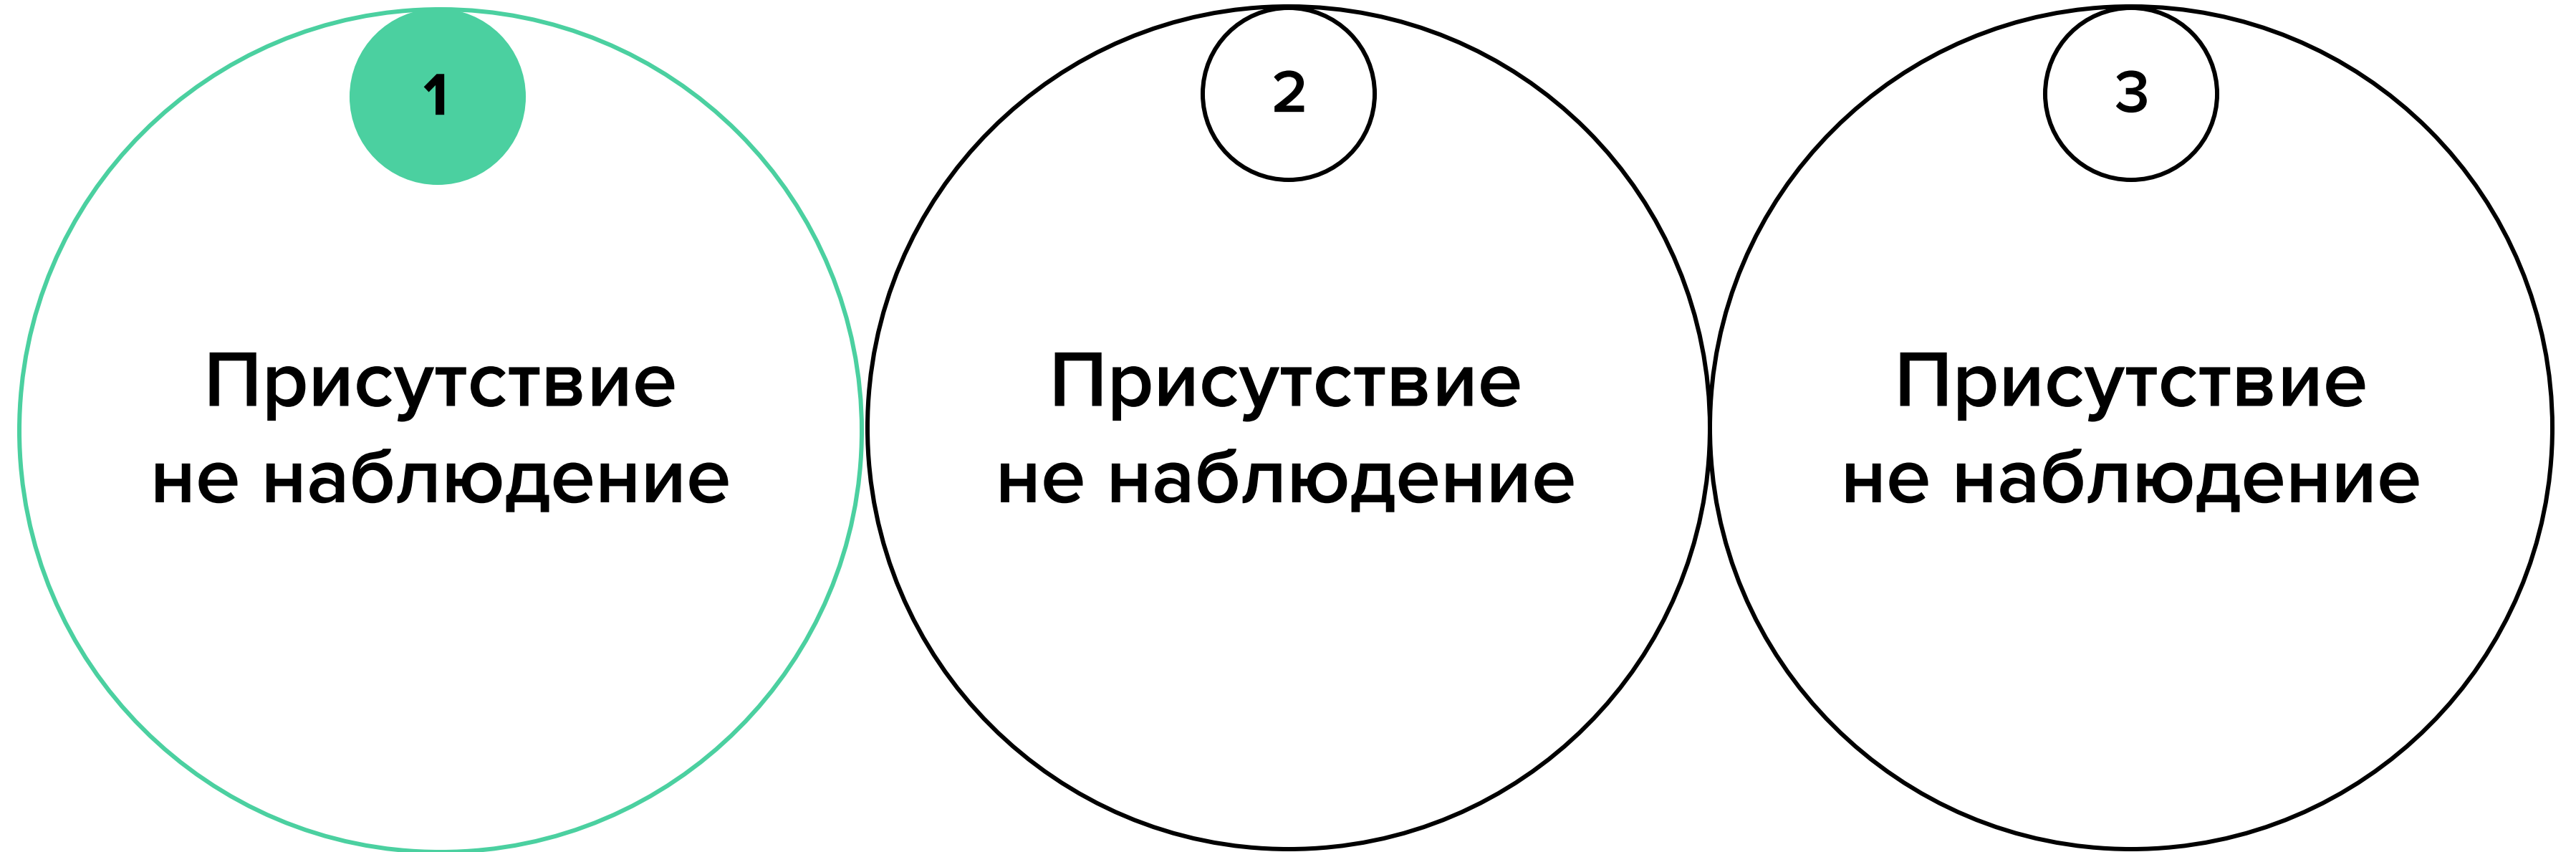 1
Присутствие
не наблюдение
2
Присутствие
не наблюдение
3
Присутствие
не наблюдение